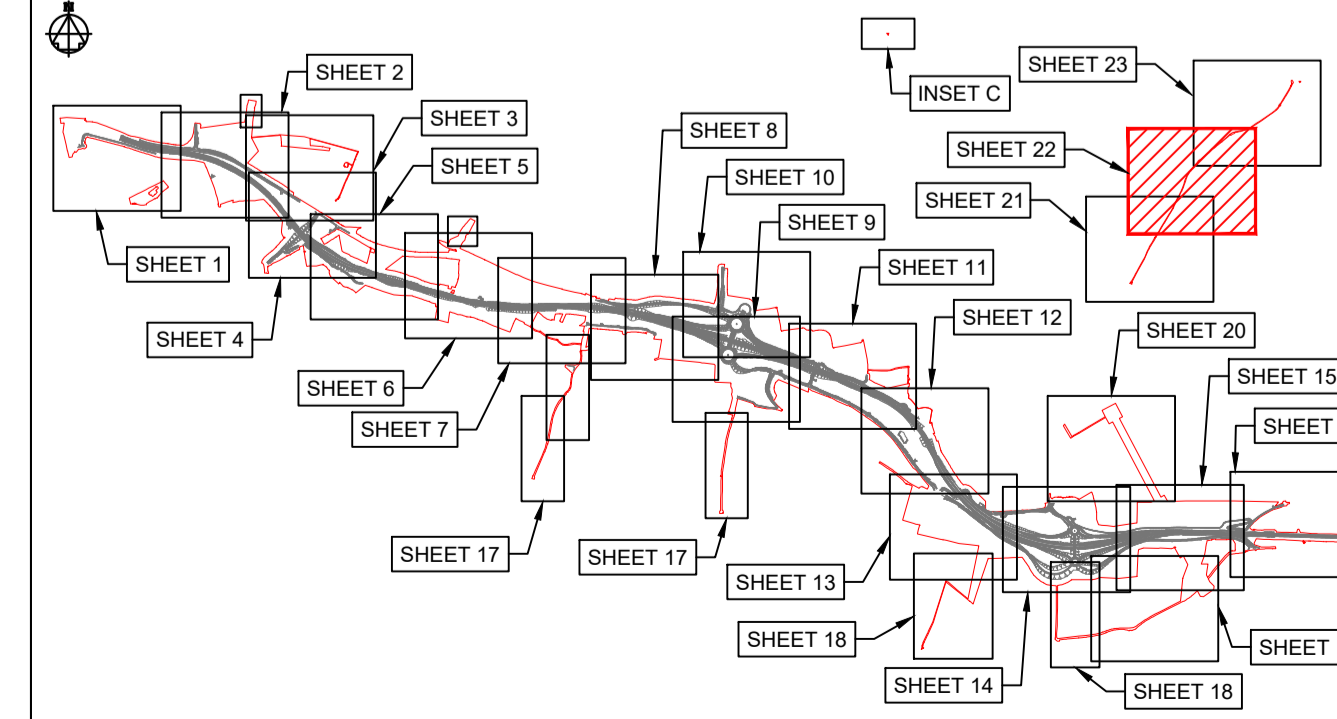 SHEET 2
SHEET 3
SHEET 5
SHEET 1
SHEET 4
SHEET 6
SHEET 7
SHEET 8
SHEET 10
SHEET 9
SHEET 11
SHEET 12
INSET C
SHEET 23
SHEET 22
SHEET 21
SHEET 20
SHEET 15
SHEET
SHEET 17
SHEET 17
SHEET 13
SHEET 18
SHEET 14
SHEET 18
SHEET